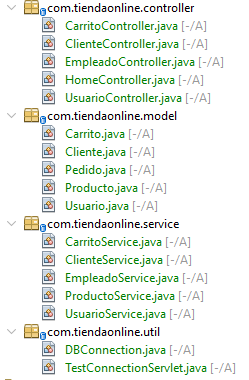 com.tiendaonline.controller
CarritoController.java [-/A]
ClienteController.java [-/A]
EmpleadoController.java [-/A]
HomeController.java [-/A]
UsuarioController.java [-/A]
com.tiendaonline.model
Carrito.java [-/A]
Cliente.java [-/A]
Pedido.java [-/A]
Producto.java [-/A]
Usuario.java [-/A]
com.tiendaonline.service
CarritoService.java [-/A]
ClienteService.java [-/A]
EmpleadoService.java [-/A]
ProductoService.java [-/A]
UsuarioService.java [-/A]
com.tiendaonline.util
DBConnection.java [-/A]
TestConnectionServlet.java [-/A]